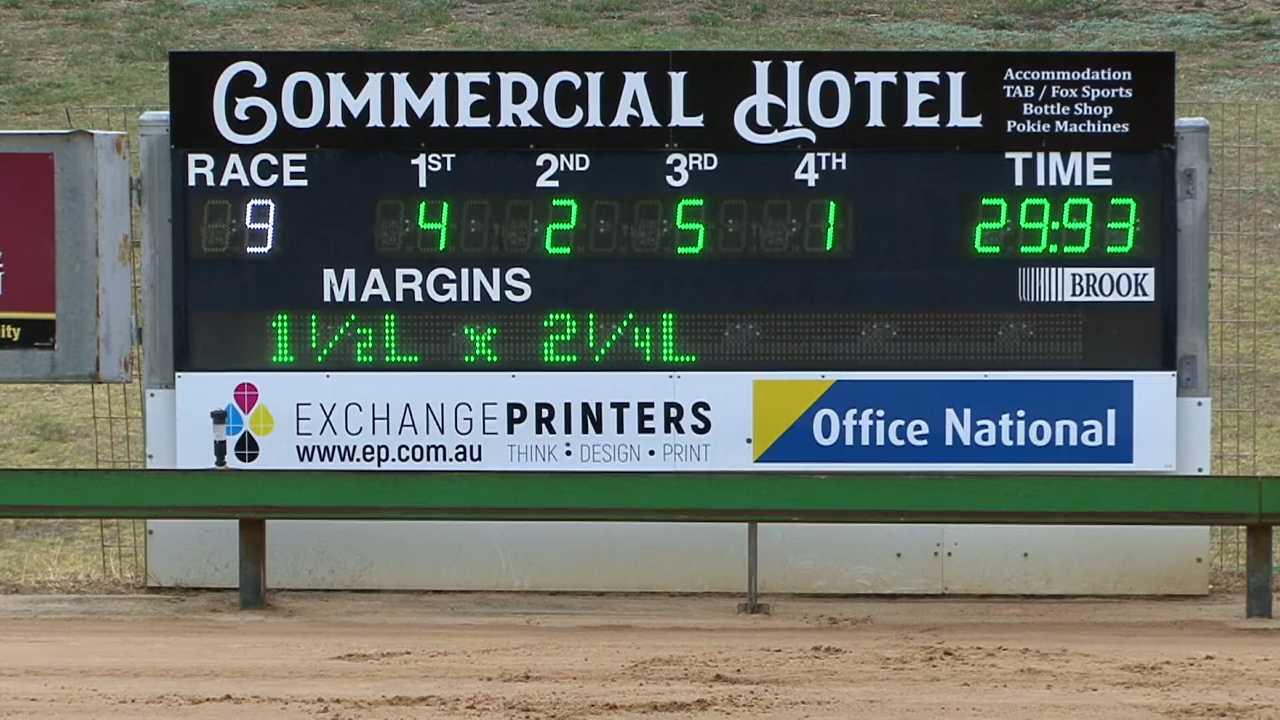 COMMERCIAL HOTEL
Accommodation
TAB / Fox Sports
Bottle Shop
Pokie Machines
RACE 1ST 2ND 3RD 4TH TIME
9 4 2 5 1 29:93
MARGINS
BROOK
1½L x 2¼L
EXCHANGEPRINTERS
www.ep.com.au THINK : DESIGN • PRINT
Office National
ity